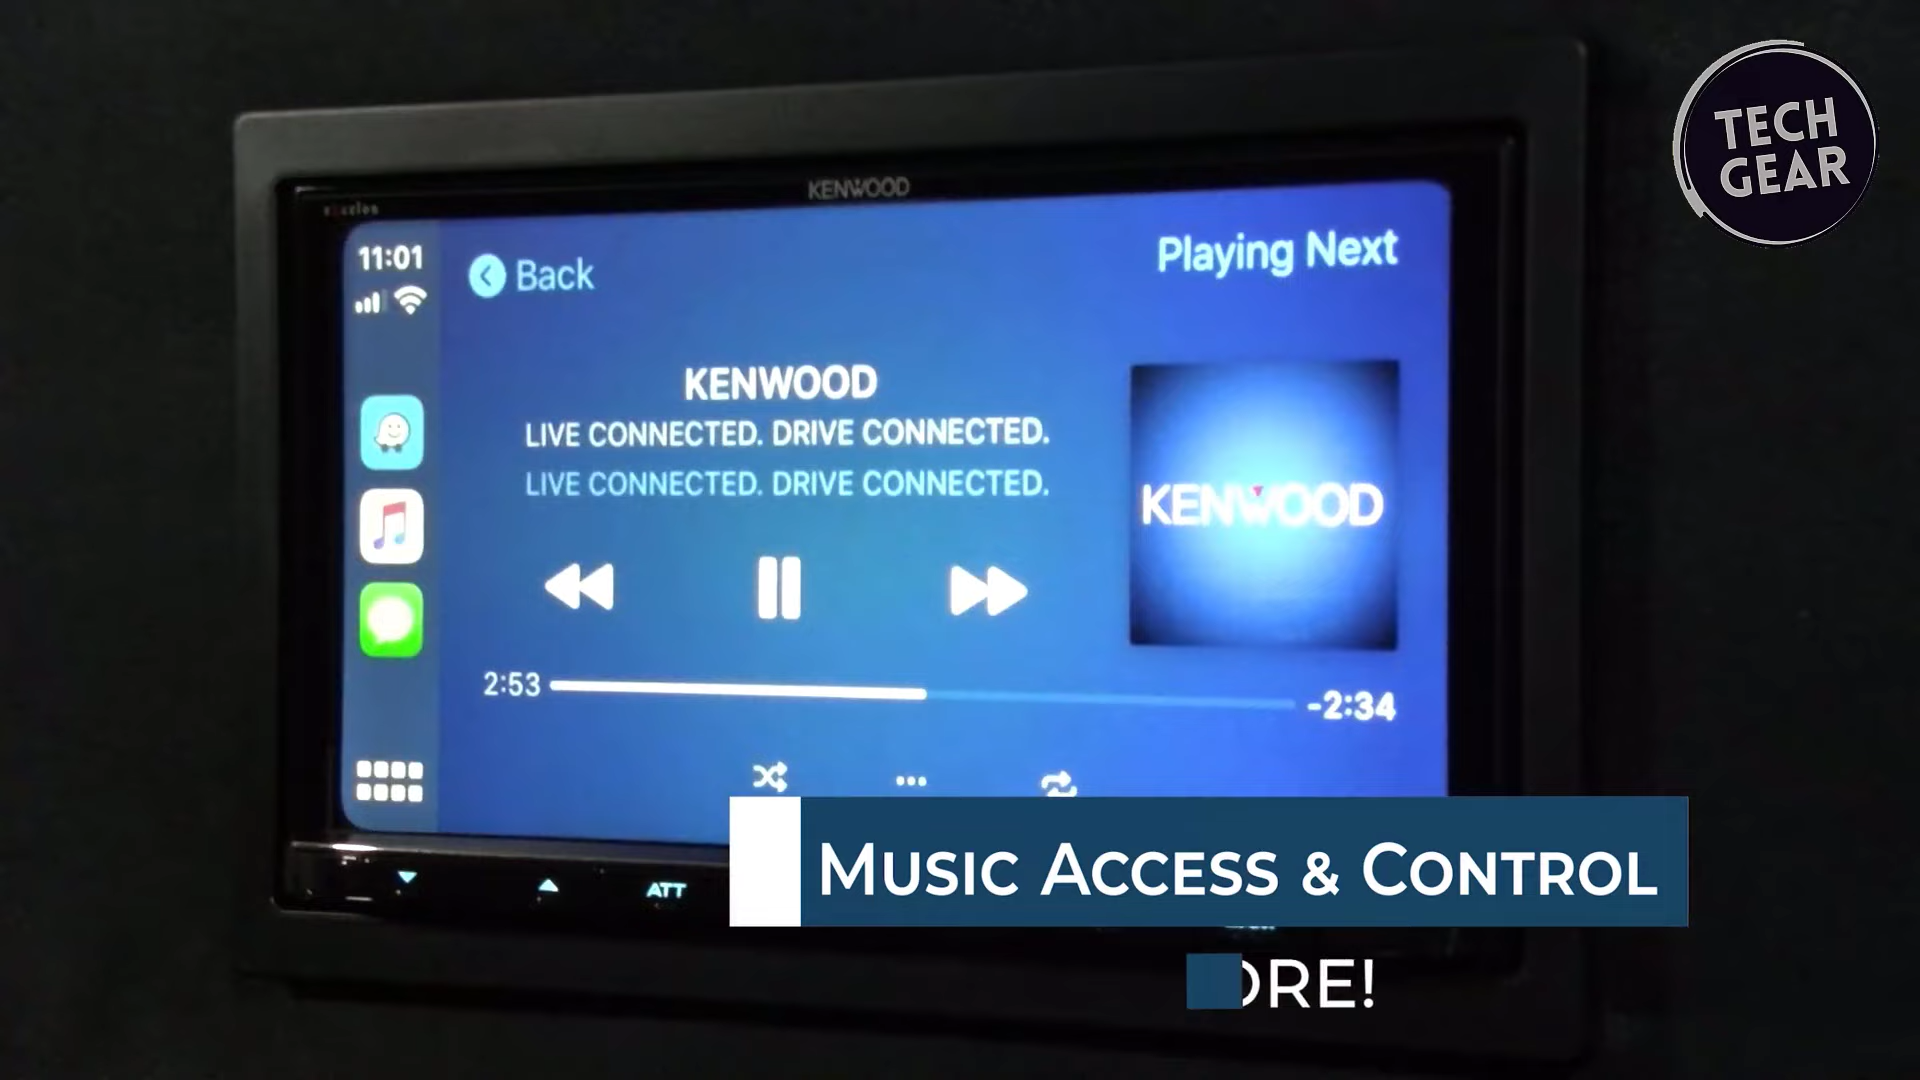 TECH
GEAR
KENWOOD
11:01
Back
Playing Next
KENWOOD
LIVE CONNECTED. DRIVE CONNECTED.
LIVE CONNECTED. DRIVE CONNECTED.
KENWOOD
2:53
-2:34
ATT
MUSIC ACCESS & CONTROL
ORE!